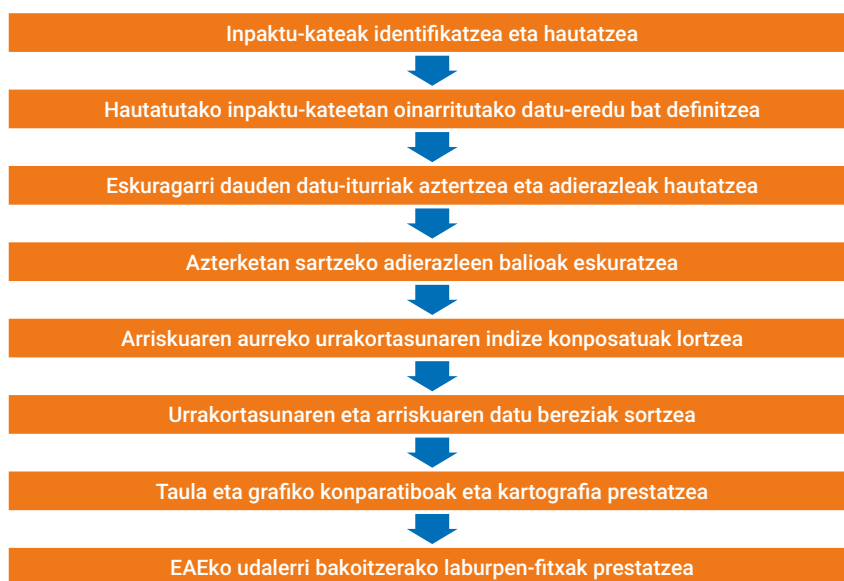 Inpaktu-kateak identifikatzea eta hautatzea
Hautatutako inpaktu-kateetan oinarritutako datu-eredu bat definitzea
Eskuragarri dauden datu-iturriak aztertzea eta adierazleak hautatzea
Azterketan sartzeko adierazleen balioak eskuratzea
Arriskuaren aurreko urrakortasunaren indize konposatuak lortzea
Urrakortasunaren eta arriskuaren datu bereziak sortzea
Taula eta grafiko konparatiboak eta kartografia prestatzea
EAEko udalerri bakoitzerako laburpen-fitxak prestatzea